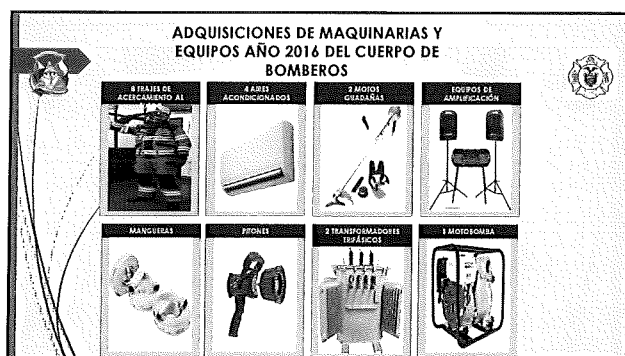 ADQUISICIONES DE MAQUINARIAS Y
EQUIPOS AÑO 2016 DEL CUERPO DE
BOMBEROS
8 TRAJES DE
ACERCAMIENTO AL
4 AIRES
ACONDICIONADOS
2 MOTOS
GUADAÑAS
EQUIPOS DE
AMPLIFICACIÓN
MANGUERAS
PITONES
2 TRANSFORMADORES
TRIFÁSICOS
1 MOTOBOMBA